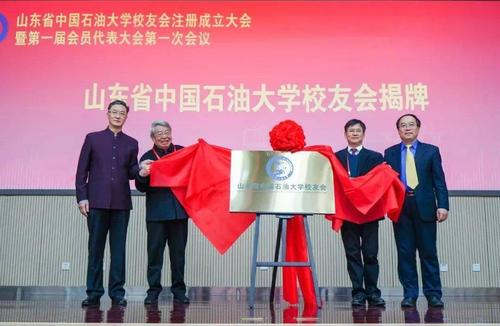 山东省中国石油大学校友会注册成立大会
暨第一届会员代表大会第一次会议
山东省中国石油大学校友会揭牌
山东省中国石油大学校友会